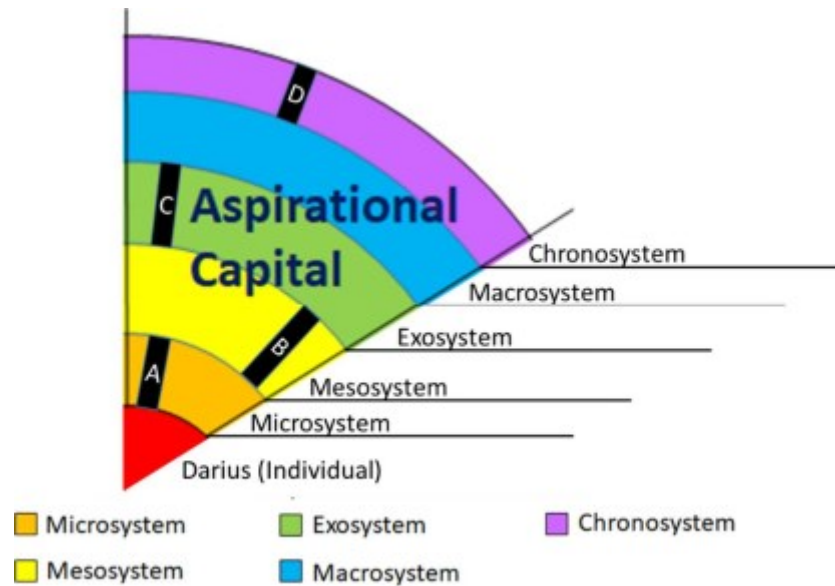 D
C
Aspirational
Capital
B
A
Chronosystem
Macrosystem
Exosystem
Mesosystem
Microsystem
Darius (Individual)
Microsystem
Exosystem
Chronosystem
Mesosystem
Macrosystem